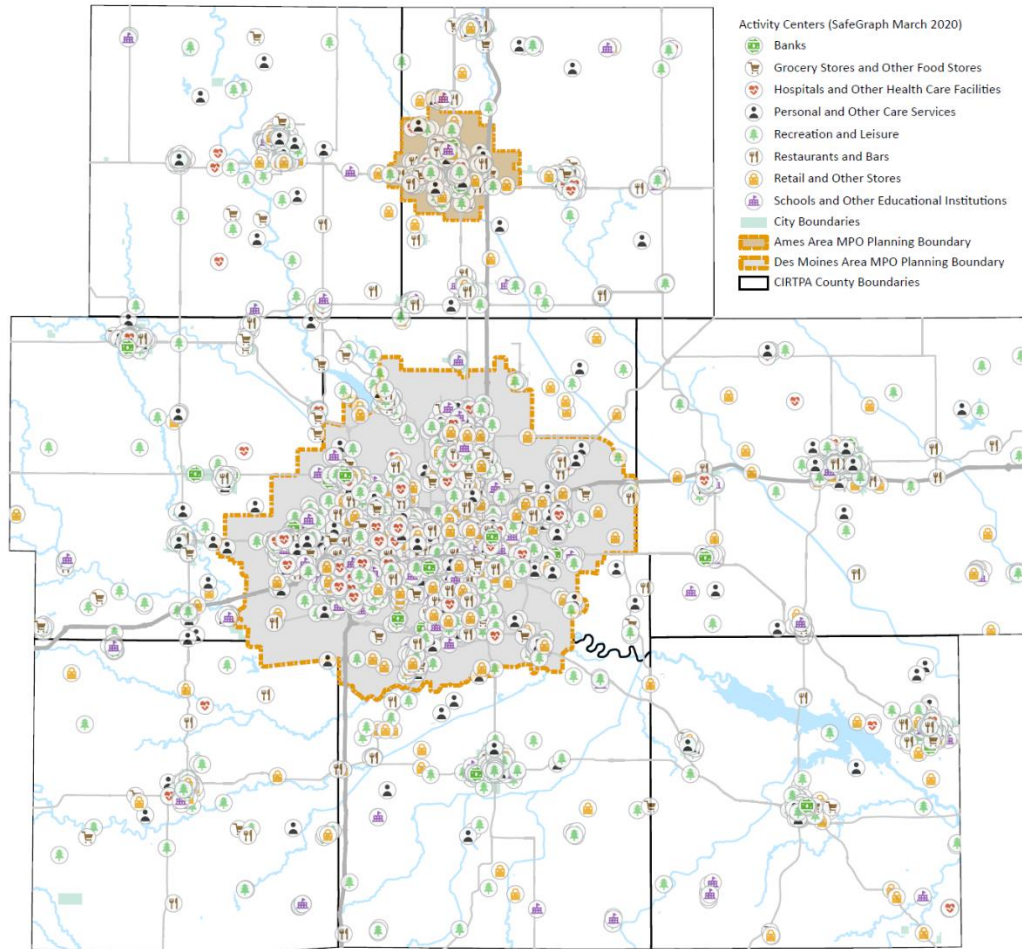 Activity Centers (SafeGraph March 2020)
Banks
Grocery Stores and Other Food Stores
Hospitals and Other Health Care Facilities
Personal and Other Care Services
Recreation and Leisure
Restaurants and Bars
Retail and Other Stores
Schools and Other Educational Institutions
City Boundaries
Ames Area MPO Planning Boundary
Des Moines Area MPO Planning Boundary
CIRTPA County Boundaries